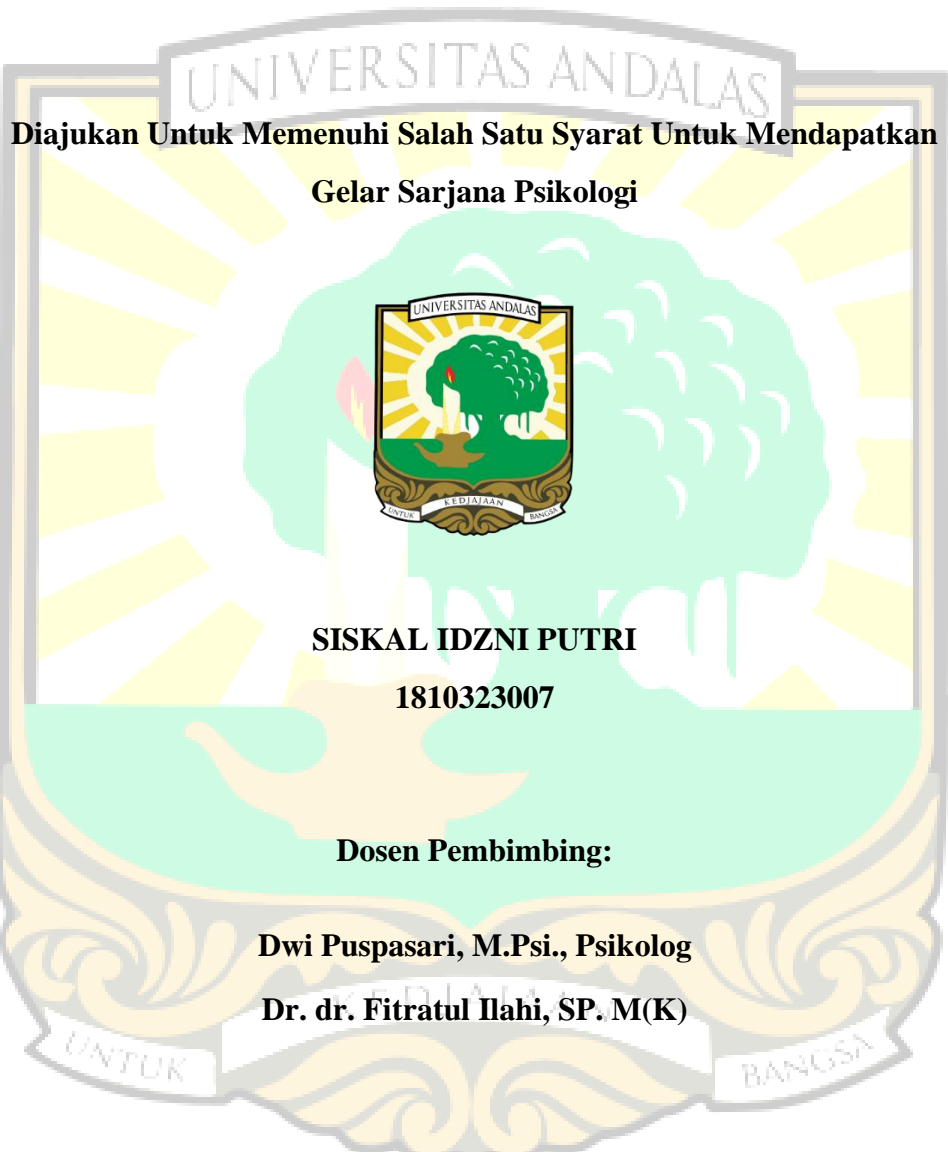 UNIVERSITAS ANDALAS
Diajukan Untuk Memenuhi Salah Satu Syarat Untuk Mendapatkan
Gelar Sarjana Psikologi
UNIVERSITAS ANDALAS
UNTUK KEDJAJAAN BANGSA
SISKAL IDZNI PUTRI
1810323007
Dosen Pembimbing:
Dwi Puspasari, M.Psi., Psikolog
Dr. dr. Fitratul Ilahi, SP. M(K)
UNTUK KEDJAJAAN BANGSA